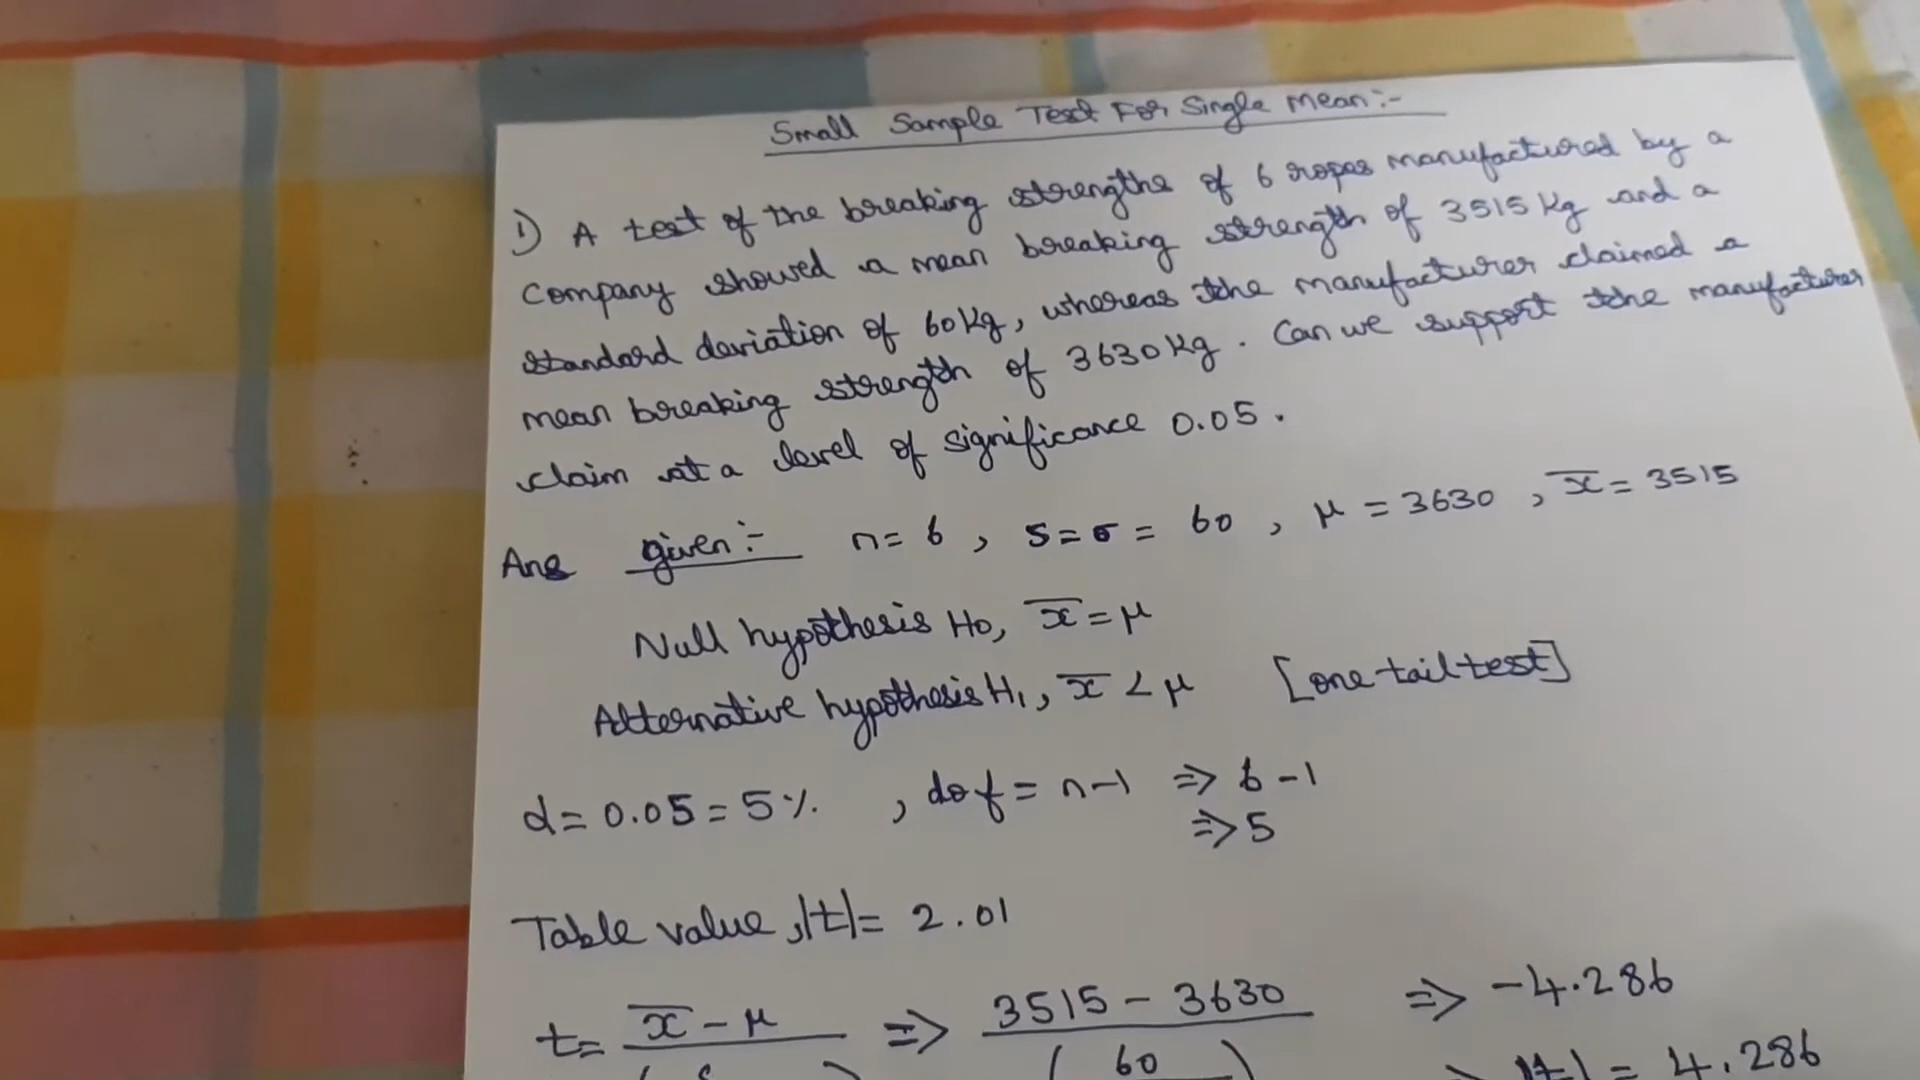 Small Sample Test For Single Mean:-
1) A test of the breaking strengths of 6 ropes manufactured by a
company showed a mean breaking strength of 3515 kg and a
standard deviation of 60kg, whereas the manufacturer claimed a
mean breaking strength of 3630kg. Can we support the manufacturer
claim at a level of significance 0.05.
Ans given:- n = 6, s = σ = 60, μ = 3630, x̅ = 3515
Null hypothesis H0, x̅ = μ
Alternative hypothesis H1, x̅ < μ [one tail test]
α = 0.05 = 5%, dof = n-1 => 6-1
=> 5
Table value, |t| = 2.01
t = x̅ - μ => 3515 - 3630 => -4.286
60 |t| = 4.286